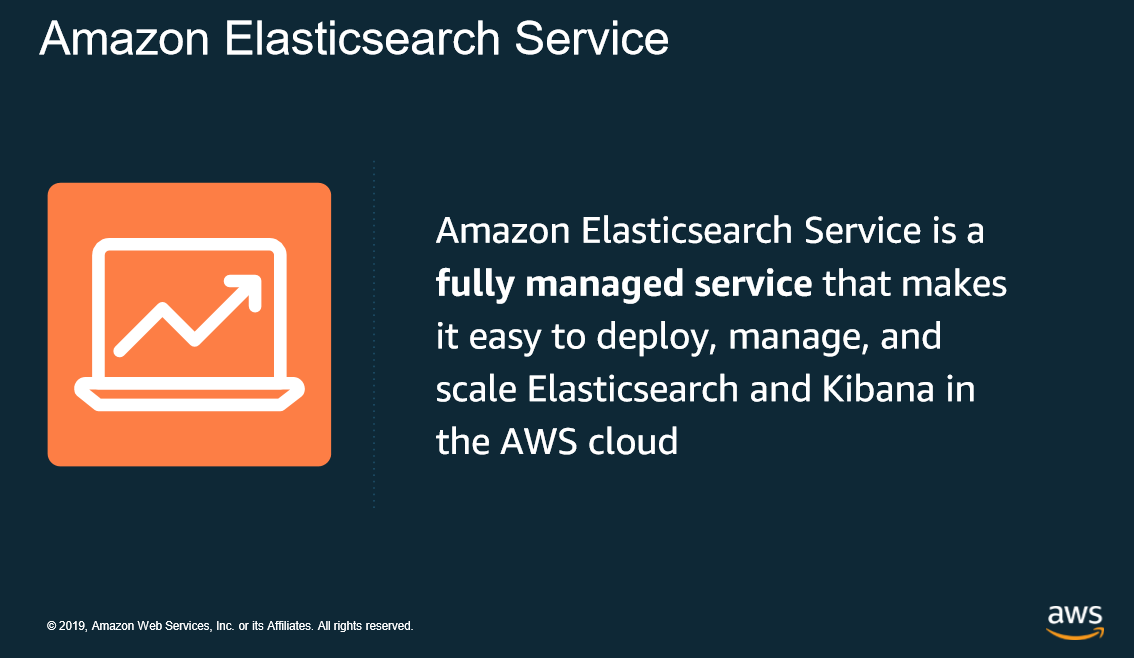 Amazon Elasticsearch Service
Amazon Elasticsearch Service is a
fully managed service that makes
it easy to deploy, manage, and
scale Elasticsearch and Kibana in
the AWS cloud
© 2019, Amazon Web Services, Inc. or its Affiliates. All rights reserved.
aws